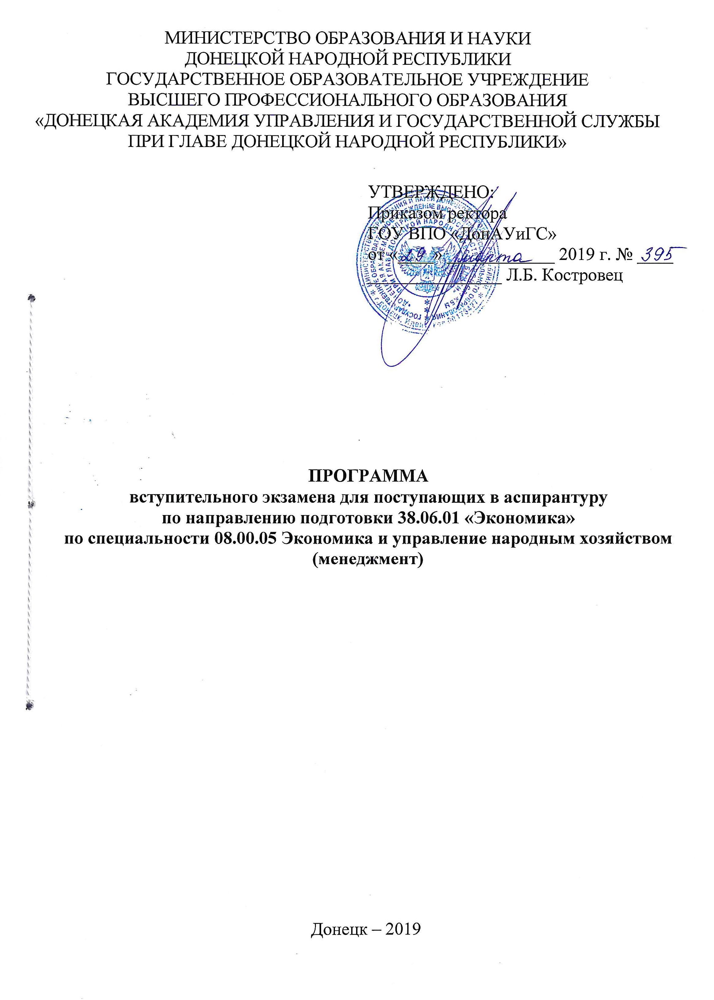 МИНИСТЕРСТВО ОБРАЗОВАНИЯ И НАУКИ
ДОНЕЦКОЙ НАРОДНОЙ РЕСПУБЛИКИ
ГОСУДАРСТВЕННОЕ ОБРАЗОВАТЕЛЬНОЕ УЧРЕЖДЕНИЕ
ВЫСШЕГО ПРОФЕССИОНАЛЬНОГО ОБРАЗОВАНИЯ
«ДОНЕЦКАЯ АКАДЕМИЯ УПРАВЛЕНИЯ И ГОСУДАРСТВЕННОЙ СЛУЖБЫ
ПРИ ГЛАВЕ ДОНЕЦКОЙ НАРОДНОЙ РЕСПУБЛИКИ»
УТВЕРЖДЕНО:
Приказом ректора
ГОУ ВПО «ДонАУиГС»
от «29» марта 2019 г. № 395
Л.Б. Костровец
ПРОГРАММА
вступительного экзамена для поступающих в аспирантуру
по направлению подготовки 38.06.01 «Экономика»
по специальности 08.00.05 Экономика и управление народным хозяйством
(менеджмент)
Донецк – 2019